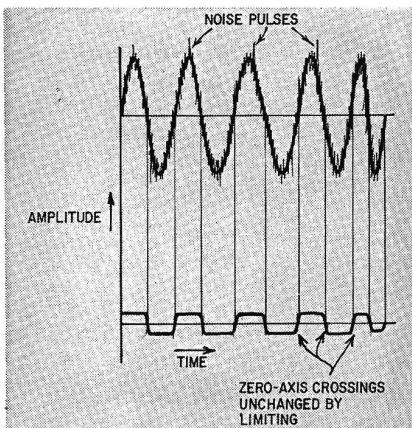 NOISE PULSES
AMPLITUDE
TIME
ZERO-AXIS CROSSINGS
UNCHANGED BY
LIMITING